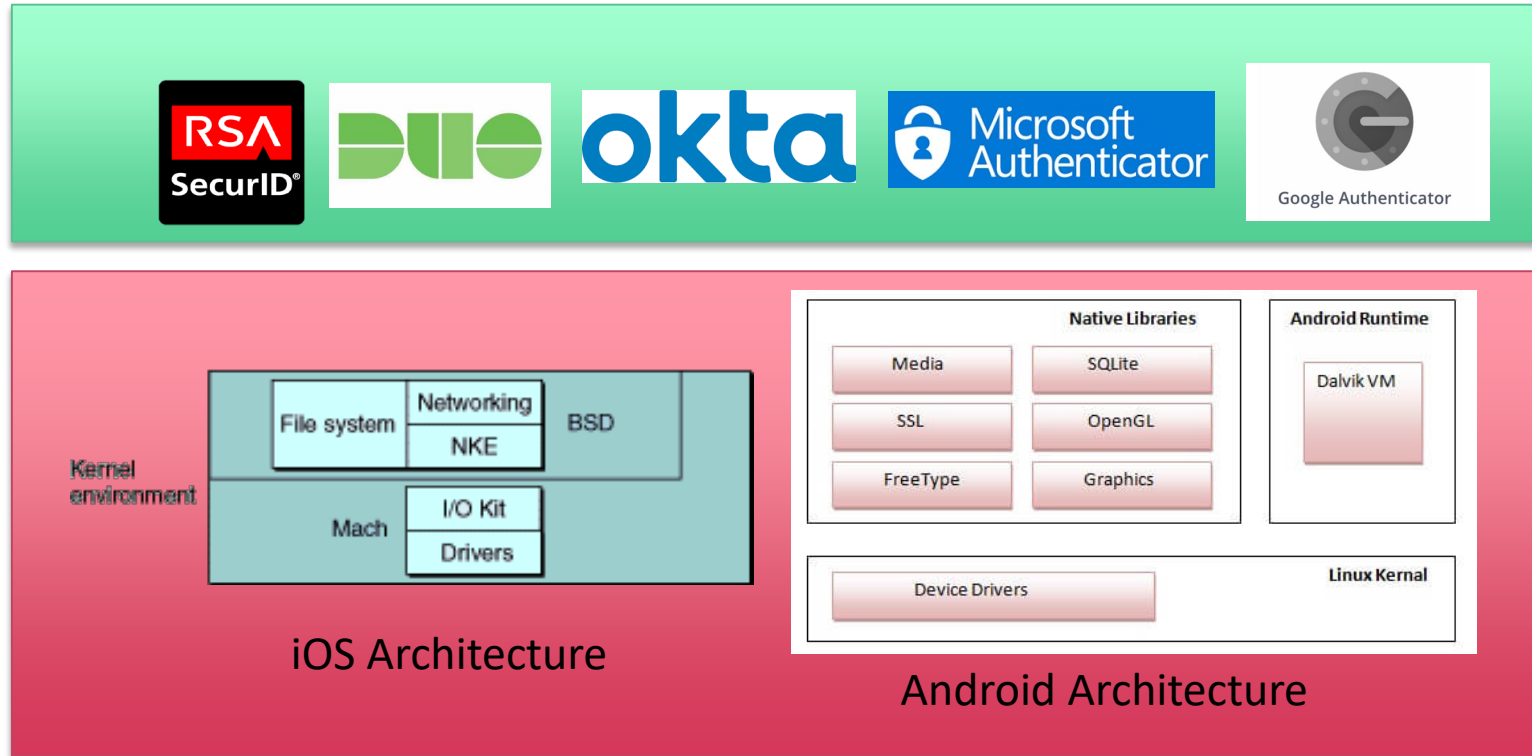 RSA
SecurID®
DUO
okta
Microsoft
Authenticator
Google Authenticator
Kernel
environment
File system
Networking
NKE
BSD
Mach
I/O Kit
Drivers
iOS Architecture
Native Libraries
Media
SQLite
SSL
OpenGL
FreeType
Graphics
Android Runtime
Dalvik VM
Device Drivers
Linux Kernal
Android Architecture